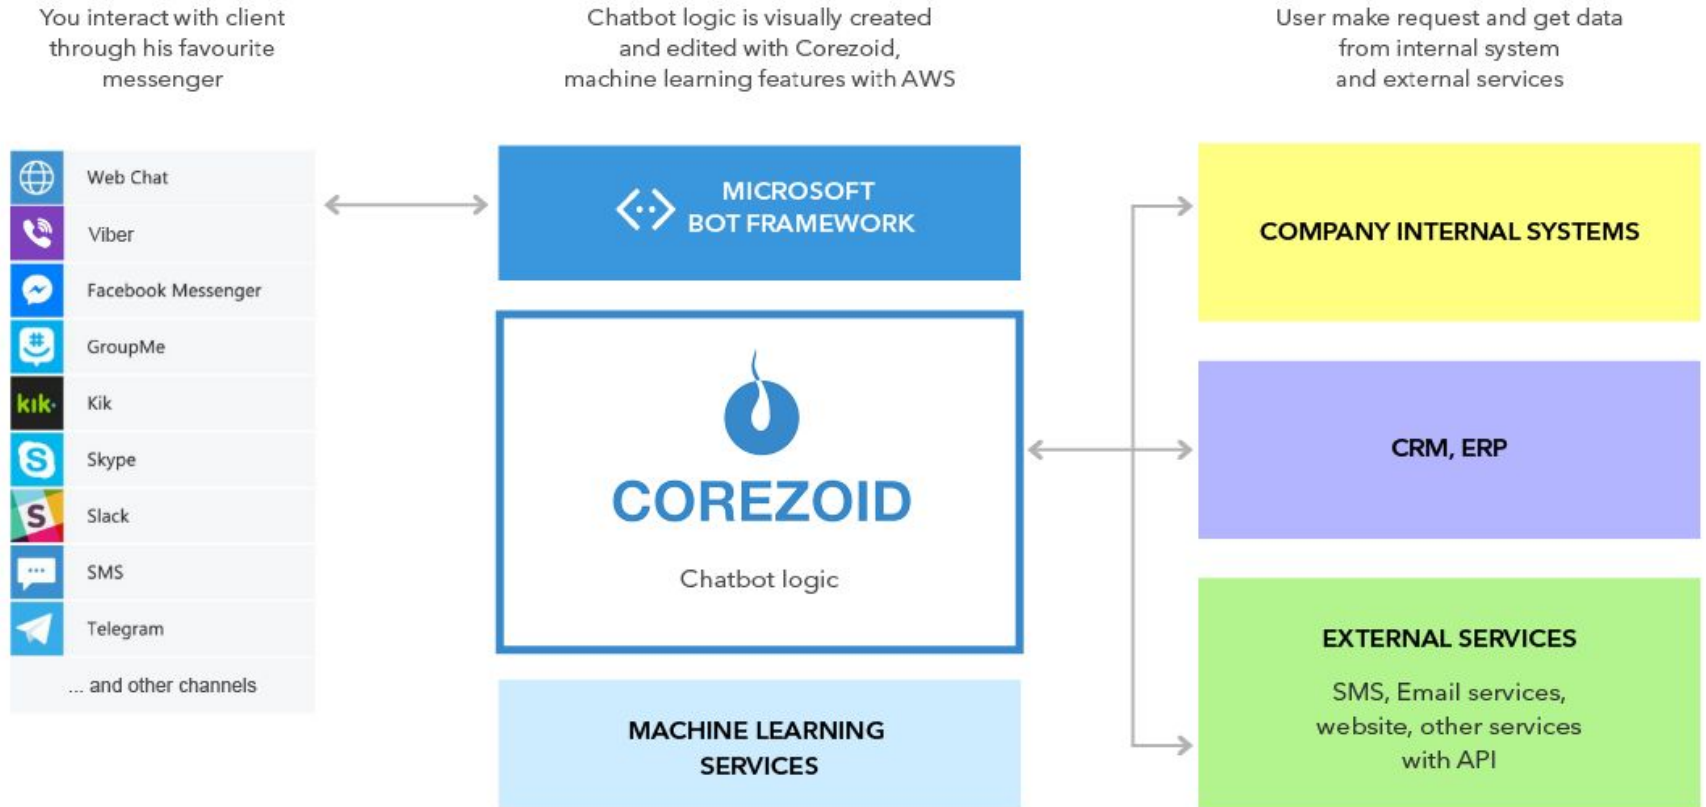 You interact with client
through his favourite
messenger
Chatbot logic is visually created
and edited with Corezoid,
machine learning features with AWS
User make request and get data
from internal system
and external services
Web Chat
Viber
Facebook Messenger
#
GroupMe
kik·
Kik
S
Skype
S
Slack
SMS
Telegram
... and other channels
MICROSOFT
BOT FRAMEWORK
COREZOID
Chatbot logic
MACHINE LEARNING
SERVICES
COMPANY INTERNAL SYSTEMS
CRM, ERP
EXTERNAL SERVICES
SMS, Email services,
website, other services
with API